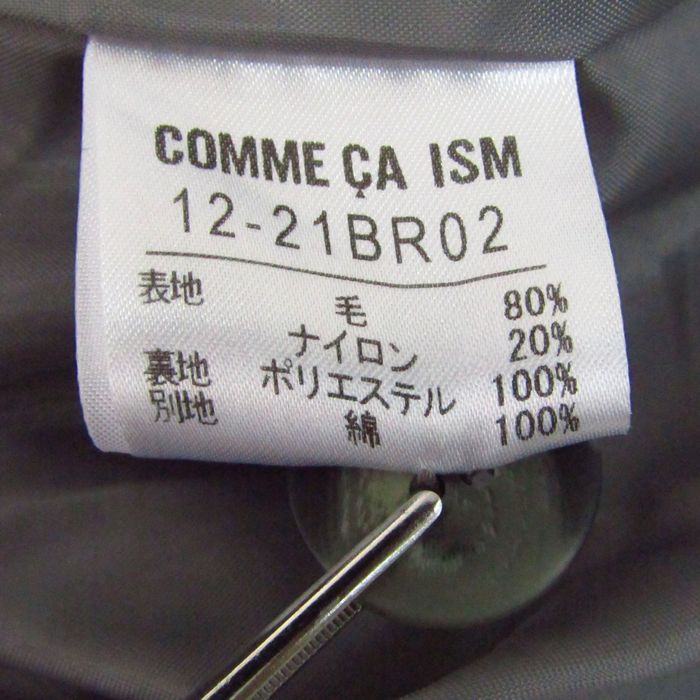 COMME ÇA ISM
12-21BR02
表地 毛 80%
ナイロン 20%
裏地 ポリエステル 100%
別地 綿 100%